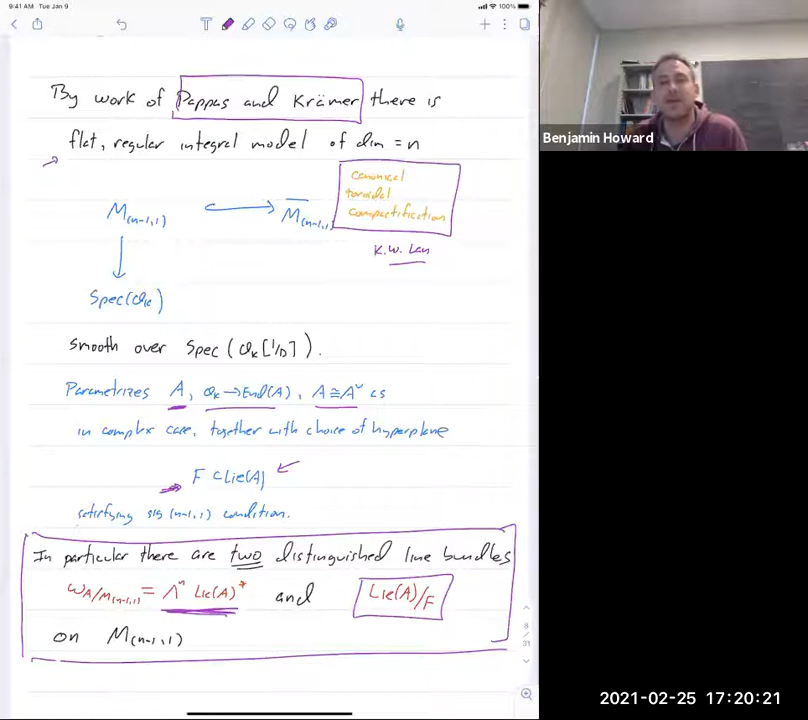 9:41 AM Tue Jan 9
100%
By work of Pappas and Krämer there is
flat, regular integral model of dim = n
canonical
toroidal
compactification
M(n-1,1) ⟶ M̅(n-1,1)
K.W. Lan
Spec(O_k)
smooth over Spec(O_k[1/D]).
Parametrizes A, O_k→End(A), A≅A^∨ as
in complex case, together with choice of hyperplane
F ⊂ Lie(A)
satisfying sig (n-1,1) condition.
In particular there are two distinguished line bundles
ω_{A/M(n-1,1)} = Λ^n Lie(A)* and Lie(A)/F
on M(n-1,1)
8
/
31
Benjamin Howard
2021-02-25 17:20:21